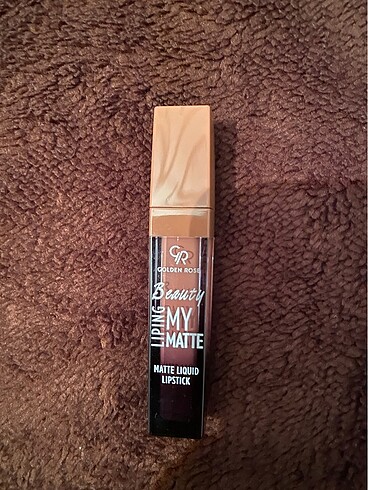 GR
GOLDEN ROSE
Beauty
LIPING
MY
MATTE
MATTE LIQUID
LIPSTICK